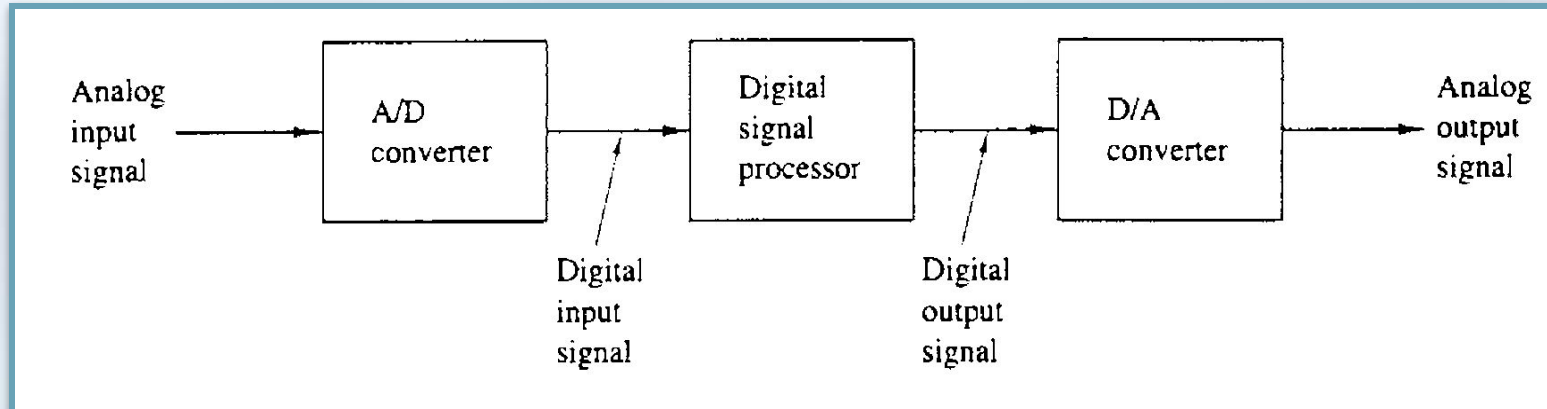 Analog
input
signal
A/D
converter
Digital
input
signal
Digital
signal
processor
Digital
output
signal
D/A
converter
Analog
output
signal